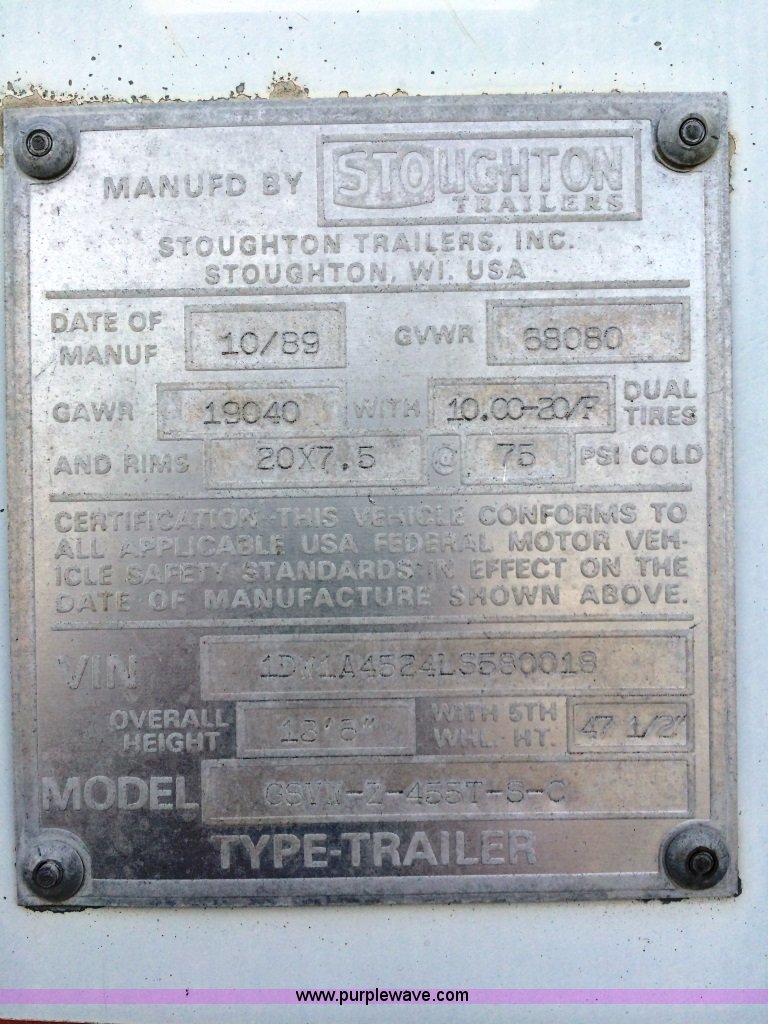 MANUFD BY STOUGHTON TRAILERS
STOUGHTON TRAILERS, INC.
STOUGHTON, WI. USA
DATE OF MANUF 10/89 GVWR 68080
GAWR 19040 WITH 10.00-20/F DUAL TIRES
AND RIMS 20X7.5 @ 75 PSI COLD
CERTIFICATION-THIS VEHICLE CONFORMS TO
ALL APPLICABLE USA FEDERAL MOTOR VEH-
ICLE SAFETY STANDARDS IN EFFECT ON THE
DATE OF MANUFACTURE SHOWN ABOVE.
VIN 1DW1A4524LS580018
OVERALL HEIGHT 13'6" WITH 5TH WHL. HT. 47 1/2"
MODEL
TYPE-TRAILER
www.purplewave.com